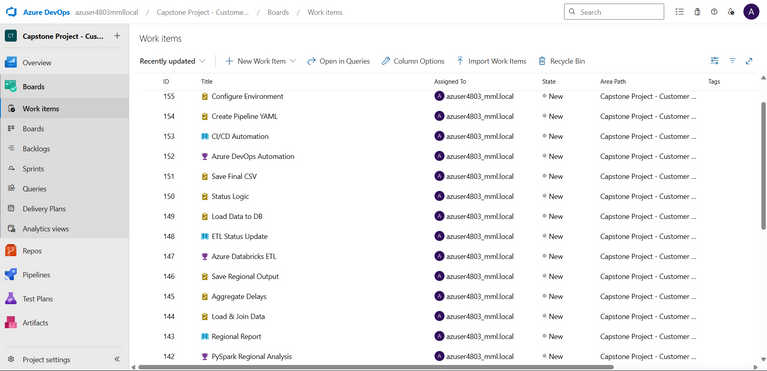 Azure DevOps azuser4803mmllocal / Capstone Project - Custome... / Boards / Work items Search A
CT Capstone Project - Cus... +
Overview
Boards
Work items
Boards
Backlogs
Sprints
Queries
Delivery Plans
Analytics views
Repos
Pipelines
Test Plans
Artifacts
Project settings
Work items
Recently updated New Work Item Open in Queries Column Options Import Work Items Recycle Bin
ID Title Assigned To State Area Path Tags
155 Configure Environment A azuser4803_mml.local New Capstone Project - Customer ...
154 Create Pipeline YAML A azuser4803_mml.local New Capstone Project - Customer ...
153 CI/CD Automation A azuser4803_mml.local New Capstone Project - Customer ...
152 Azure DevOps Automation A azuser4803_mml.local New Capstone Project - Customer ...
151 Save Final CSV A azuser4803_mml.local New Capstone Project - Customer ...
150 Status Logic A azuser4803_mml.local New Capstone Project - Customer ...
149 Load Data to DB A azuser4803_mml.local New Capstone Project - Customer ...
148 ETL Status Update A azuser4803_mml.local New Capstone Project - Customer ...
147 Azure Databricks ETL A azuser4803_mml.local New Capstone Project - Customer ...
146 Save Regional Output A azuser4803_mml.local New Capstone Project - Customer ...
145 Aggregate Delays A azuser4803_mml.local New Capstone Project - Customer ...
144 Load & Join Data A azuser4803_mml.local New Capstone Project - Customer ...
143 Regional Report A azuser4803_mml.local New Capstone Project - Customer ...
142 PySpark Regional Analysis A azuser4803_mml.local New Capstone Project - Customer ...